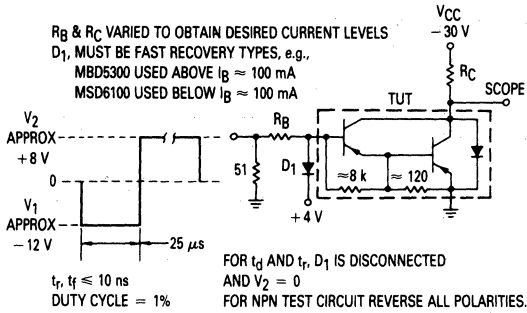 R_B & R_C VARIED TO OBTAIN DESIRED CURRENT LEVELS
D_1, MUST BE FAST RECOVERY TYPES, e.g.,
MBD5300 USED ABOVE I_B ≈ 100 mA
MSD6100 USED BELOW I_B ≈ 100 mA
V_CC
− 30 V
R_C
SCOPE
TUT
V_2
APPROX
+8 V
0
V_1
APPROX
− 12 V
25 μs
51
R_B
D_1
+ 4 V
≈8 k
≈ 120
t_r, t_f ≤ 10 ns
DUTY CYCLE = 1%
FOR t_d AND t_r, D_1 IS DISCONNECTED
AND V_2 = 0
FOR NPN TEST CIRCUIT REVERSE ALL POLARITIES.